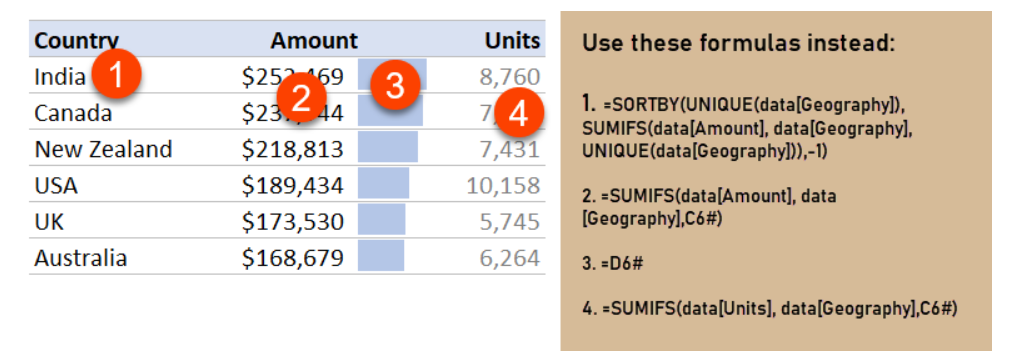 Country Amount Units
India 1 3 8,760
2 4
Canada
New Zealand $218,813 7,431
USA $189,434 10,158
UK $173,530 5,745
Australia $168,679 6,264
Use these formulas instead:
1. =SORTBY(UNIQUE(data[Geography]),
SUMIFS(data[Amount], data[Geography],
UNIQUE(data[Geography])),-1)
2. =SUMIFS(data[Amount], data
[Geography],C6#)
3. =D6#
4. =SUMIFS(data[Units], data[Geography],C6#)